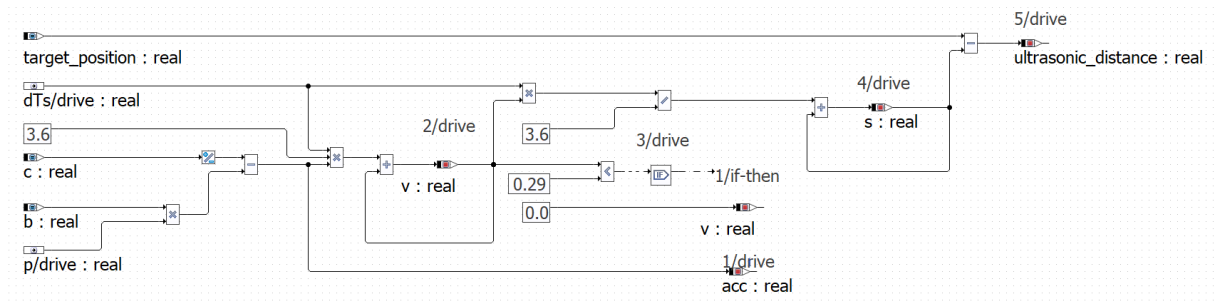 5/drive
target_position : real
ultrasonic_distance : real
dTs/drive : real
4/drive
3.6
2/drive
3.6
s : real
3/drive
c : real
v : real
0.29
1/if-then
0.0
b : real
v : real
p/drive : real
1/drive
acc : real